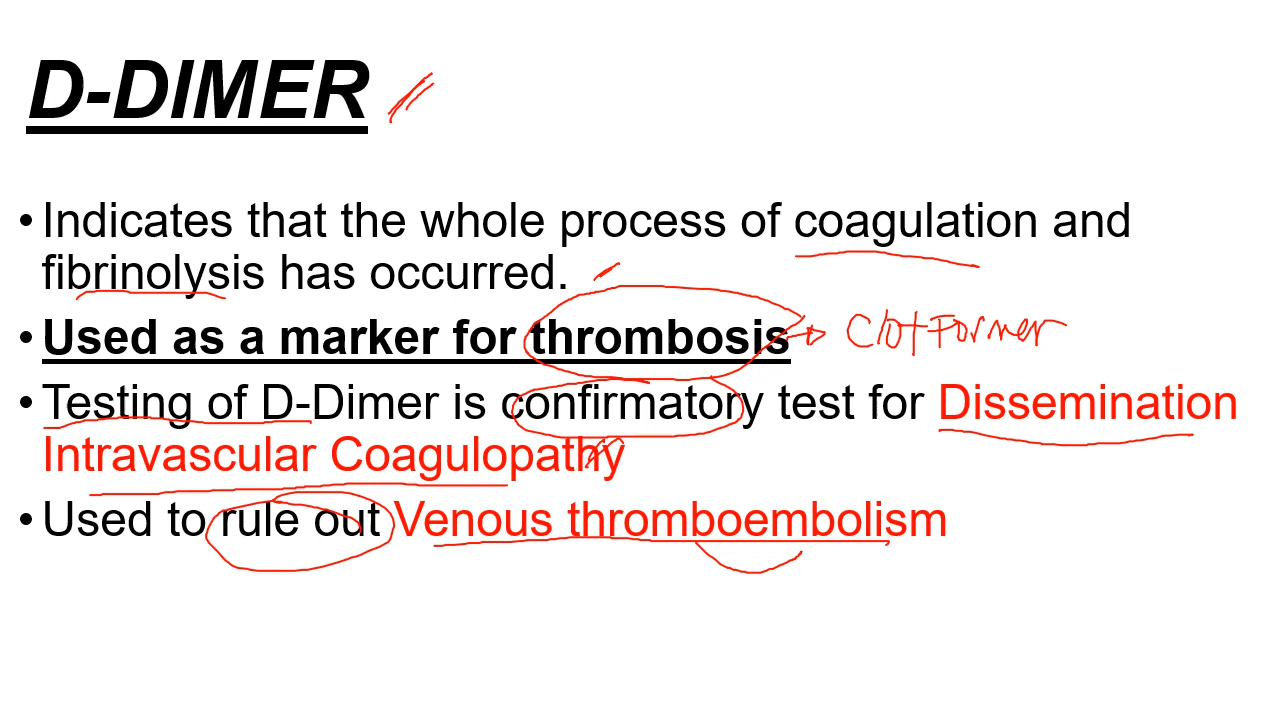 D-DIMER
• Indicates that the whole process of coagulation and
fibrinolysis has occurred.
• Used as a marker for thrombosis → Clot Former
• Testing of D-Dimer is confirmatory test for Dissemination
Intravascular Coagulopathy
• Used to rule out Venous thromboembolism